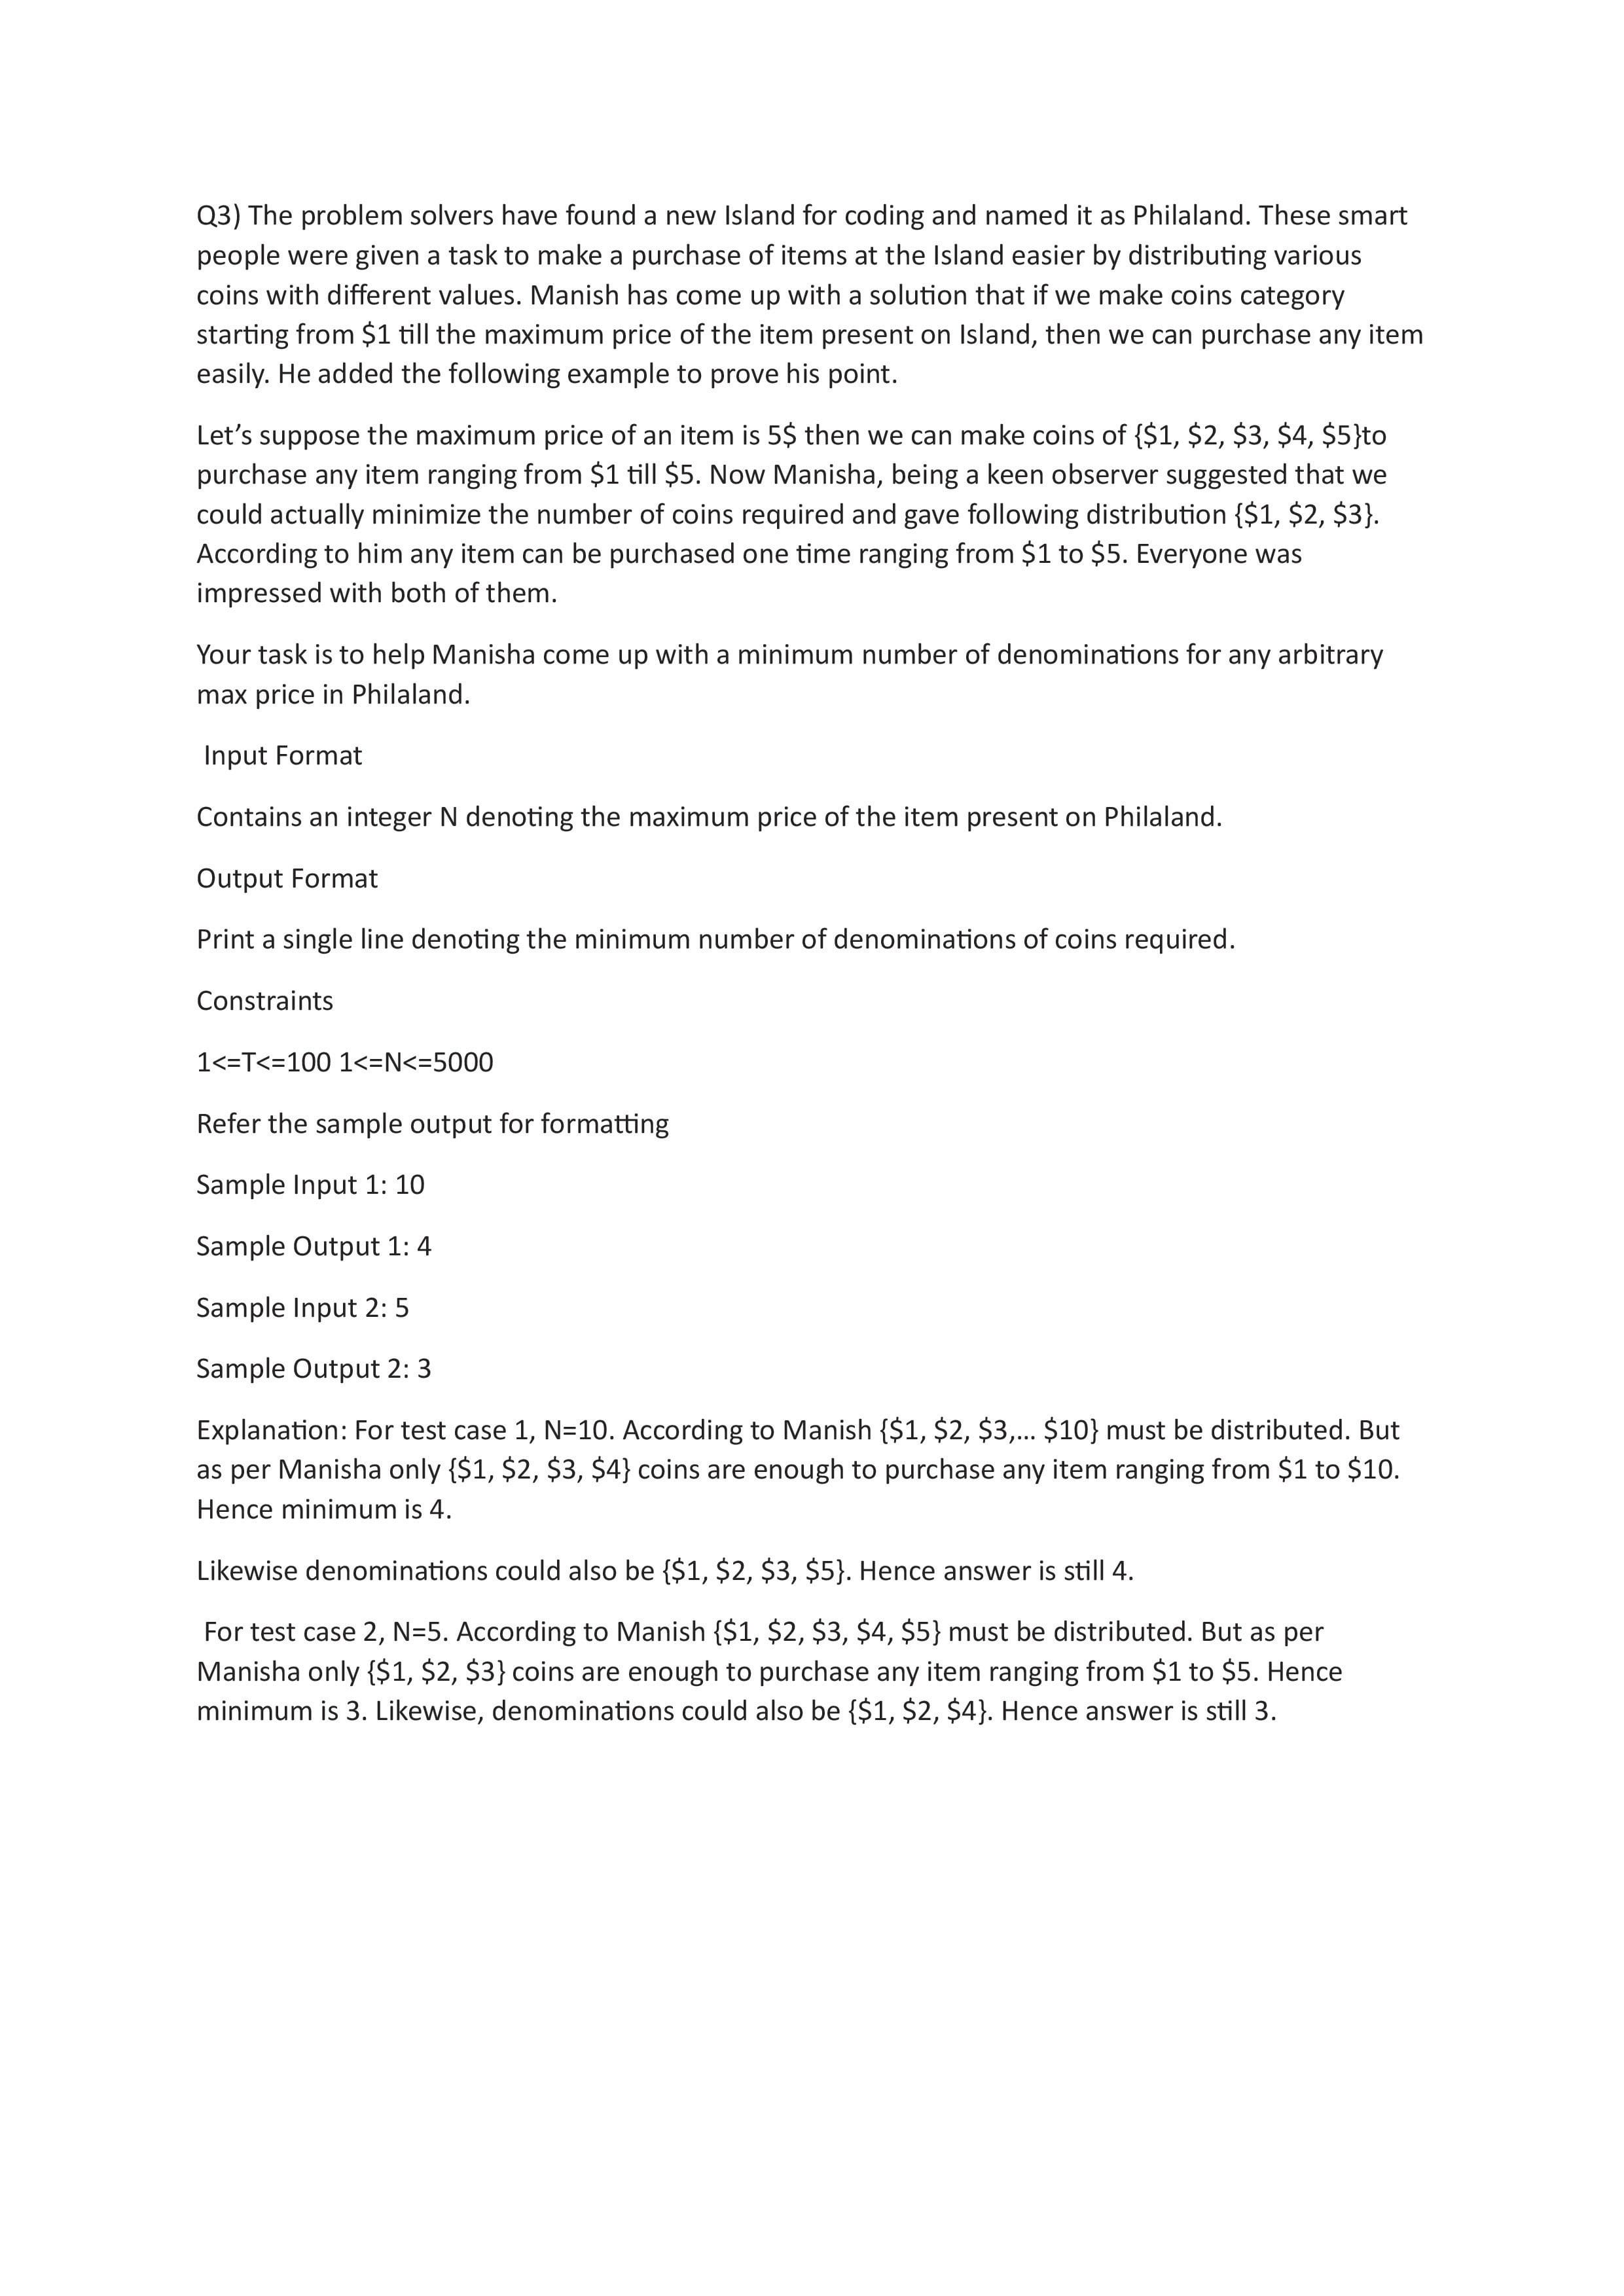 Q3) The problem solvers have found a new Island for coding and named it as Philaland. These smart
people were given a task to make a purchase of items at the Island easier by distributing various
coins with different values. Manish has come up with a solution that if we make coins category
starting from $1 till the maximum price of the item present on Island, then we can purchase any item
easily. He added the following example to prove his point.
Let’s suppose the maximum price of an item is 5$ then we can make coins of {$1, $2, $3, $4, $5}to
purchase any item ranging from $1 till $5. Now Manisha, being a keen observer suggested that we
could actually minimize the number of coins required and gave following distribution {$1, $2, $3}.
According to him any item can be purchased one time ranging from $1 to $5. Everyone was
impressed with both of them.
Your task is to help Manisha come up with a minimum number of denominations for any arbitrary
max price in Philaland.
Input Format
Contains an integer N denoting the maximum price of the item present on Philaland.
Output Format
Print a single line denoting the minimum number of denominations of coins required.
Constraints
1<=T<=100 1<=N<=5000
Refer the sample output for formatting
Sample Input 1: 10
Sample Output 1: 4
Sample Input 2: 5
Sample Output 2: 3
Explanation: For test case 1, N=10. According to Manish {$1, $2, $3,… $10} must be distributed. But
as per Manisha only {$1, $2, $3, $4} coins are enough to purchase any item ranging from $1 to $10.
Hence minimum is 4.
Likewise denominations could also be {$1, $2, $3, $5}. Hence answer is still 4.
For test case 2, N=5. According to Manish {$1, $2, $3, $4, $5} must be distributed. But as per
Manisha only {$1, $2, $3} coins are enough to purchase any item ranging from $1 to $5. Hence
minimum is 3. Likewise, denominations could also be {$1, $2, $4}. Hence answer is still 3.